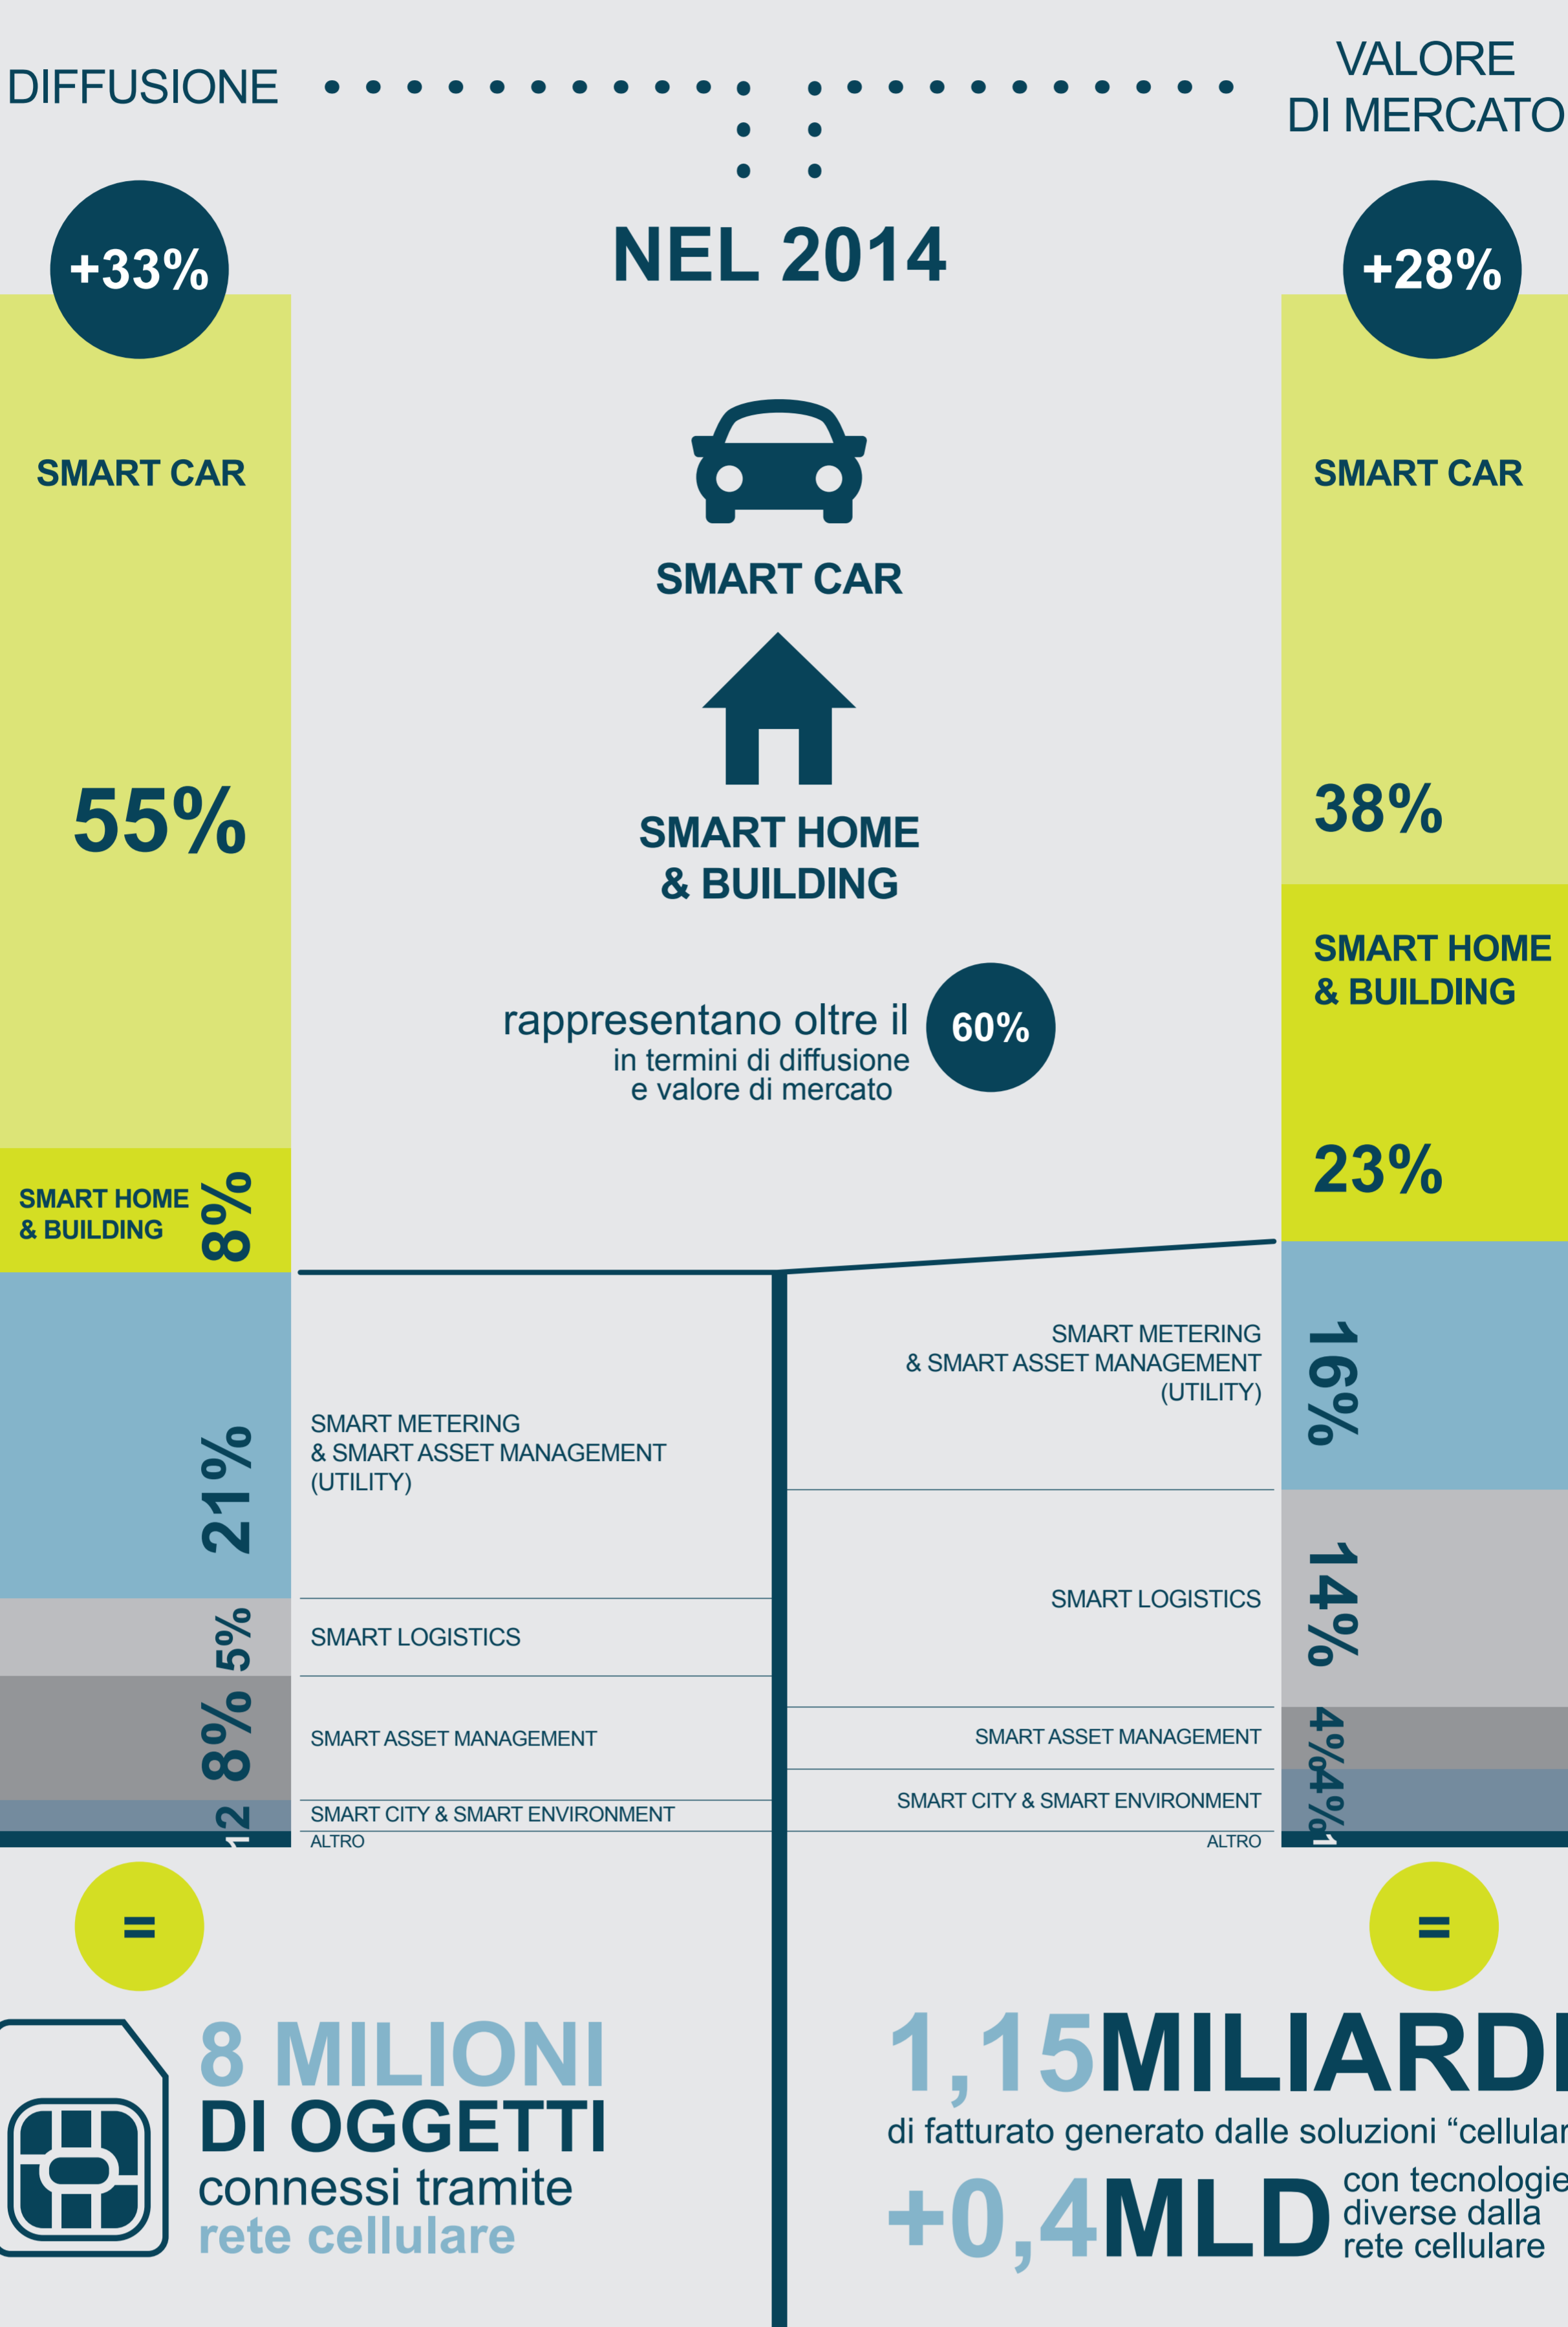 DIFFUSIONE
VALORE
DI MERCATO
+33%
NEL 2014
+28%
SMART CAR
55%
SMART HOME
& BUILDING
8%
21%
5%
8%
2
1
SMART CAR
SMART HOME
& BUILDING
rappresentano oltre il
in termini di diffusione
e valore di mercato
60%
SMART CAR
38%
SMART HOME
& BUILDING
23%
16%
14%
4%
4%
1
SMART METERING
& SMART ASSET MANAGEMENT
(UTILITY)
SMART LOGISTICS
SMART ASSET MANAGEMENT
SMART CITY & SMART ENVIRONMENT
ALTRO
SMART METERING
& SMART ASSET MANAGEMENT
(UTILITY)
SMART LOGISTICS
SMART ASSET MANAGEMENT
SMART CITY & SMART ENVIRONMENT
ALTRO
=
=
8 MILIONI
DI OGGETTI
connessi tramite
rete cellulare
1,15MILIARDI
di fatturato generato dalle soluzioni “cellular
+0,4MLD
con tecnologie
diverse dalla
rete cellulare